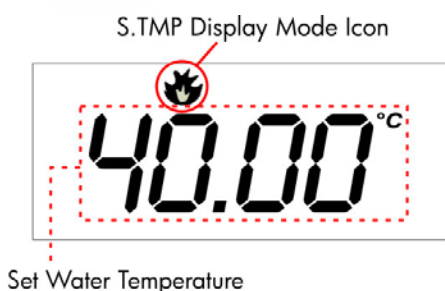 S.TMP Display Mode Icon
40.00°C
Set Water Temperature